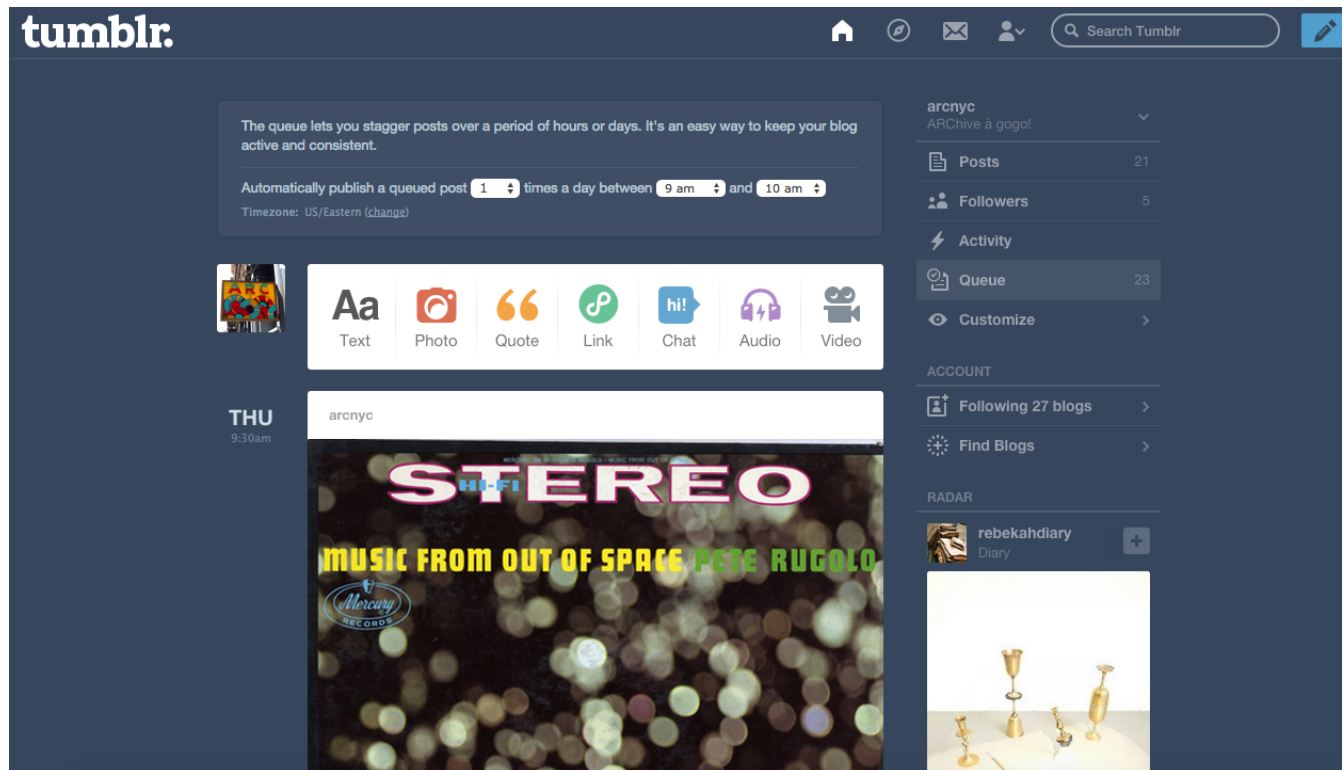 tumblr.
Search Tumblr
The queue lets you stagger posts over a period of hours or days. It's an easy way to keep your blog
active and consistent.
Automatically publish a queued post 1 times a day between 9 am and 10 am
Timezone: US/Eastern (change)
ARC
Aa
hi!
Text Photo Quote Link Chat Audio Video
THU
9:30am
arcnyc
STEREO
HI-FI
MUSIC FROM OUT OF SPACE PETE RUGOLO
Mercury
RECORDS
arcnyc
ARChive à gogo!
Posts 21
Followers 5
Activity
Queue 23
Customize
ACCOUNT
Following 27 blogs
Find Blogs
RADAR
rebekahdiary
Diary